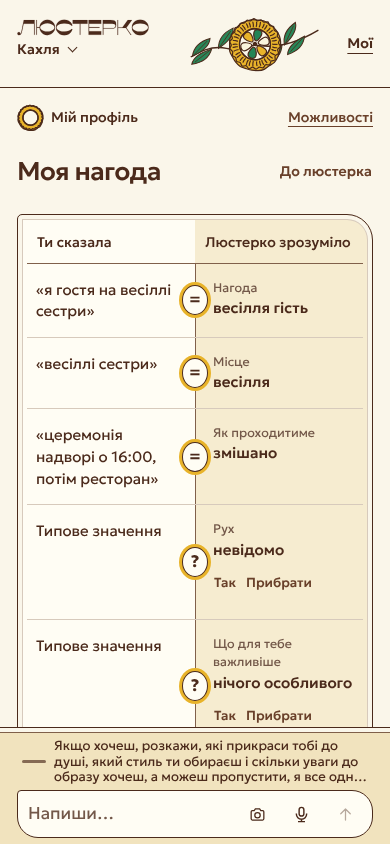 ЛЮСТЕРКО
Кахля
Мої
Мій профіль
Можливості
Моя нагода
До люстерка
Ти сказала
Люстерко зрозуміло
«я гостя на весіллі
сестри»
=
Нагода
весілля гість
«весіллі сестри»
=
Місце
весілля
«церемонія
надворі о 16:00,
потім ресторан»
=
Як проходитиме
змішано
Типове значення
?
Рух
невідомо
Так Прибрати
Типове значення
?
Що для тебе
важливіше
нічого особливого
Так Прибрати
Якщо хочеш, розкажи, які прикраси тобі до
душі, який стиль ти обираєш і скільки уваги до
образу хочеш, а можеш пропустити, я все одн…
Напиши…